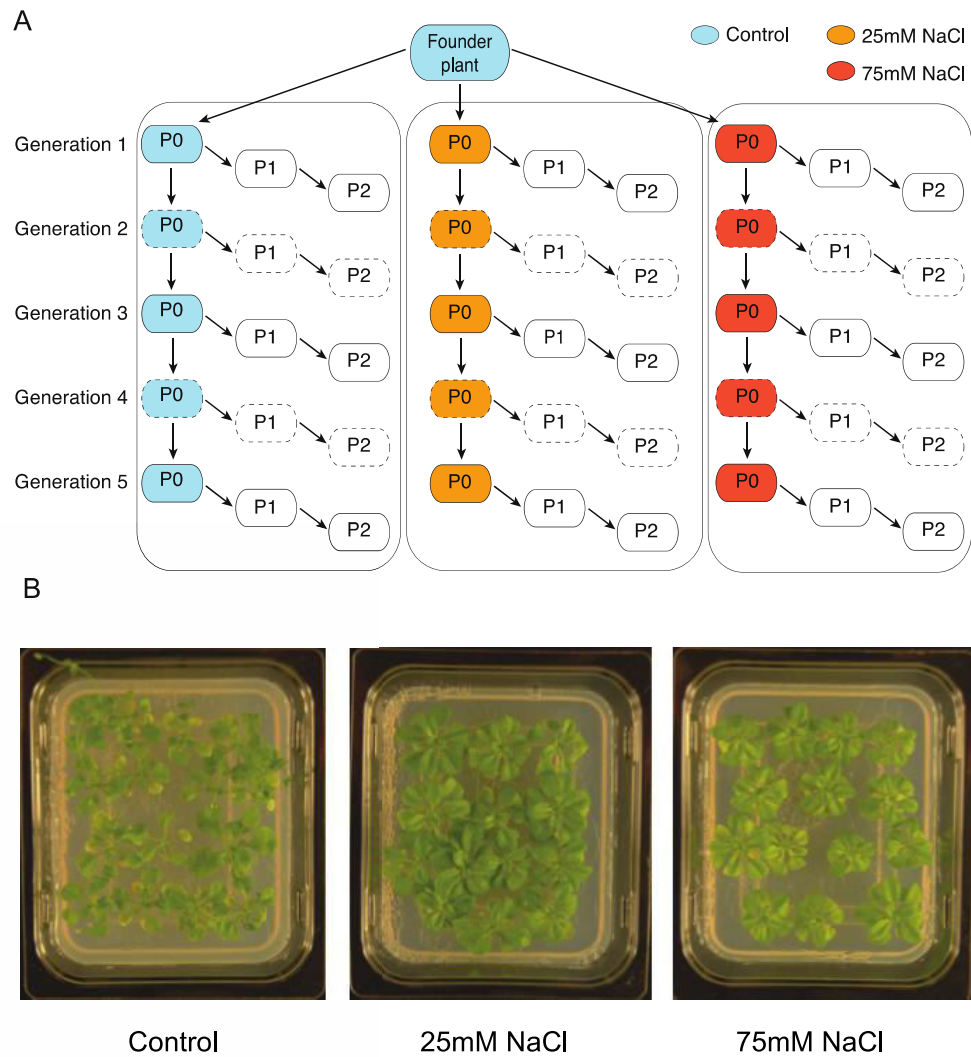 A
Founder
plant
Control
25mM NaCl
75mM NaCl
Generation 1
P0
P1
P2
P0
P1
P2
P0
P1
P2
Generation 2
P0
P1
P2
P0
P1
P2
P0
P1
P2
Generation 3
P0
P1
P2
P0
P1
P2
P0
P1
P2
Generation 4
P0
P1
P2
P0
P1
P2
P0
P1
P2
Generation 5
P0
P1
P2
P0
P1
P2
P0
P1
P2
B
Control
25mM NaCl
75mM NaCl